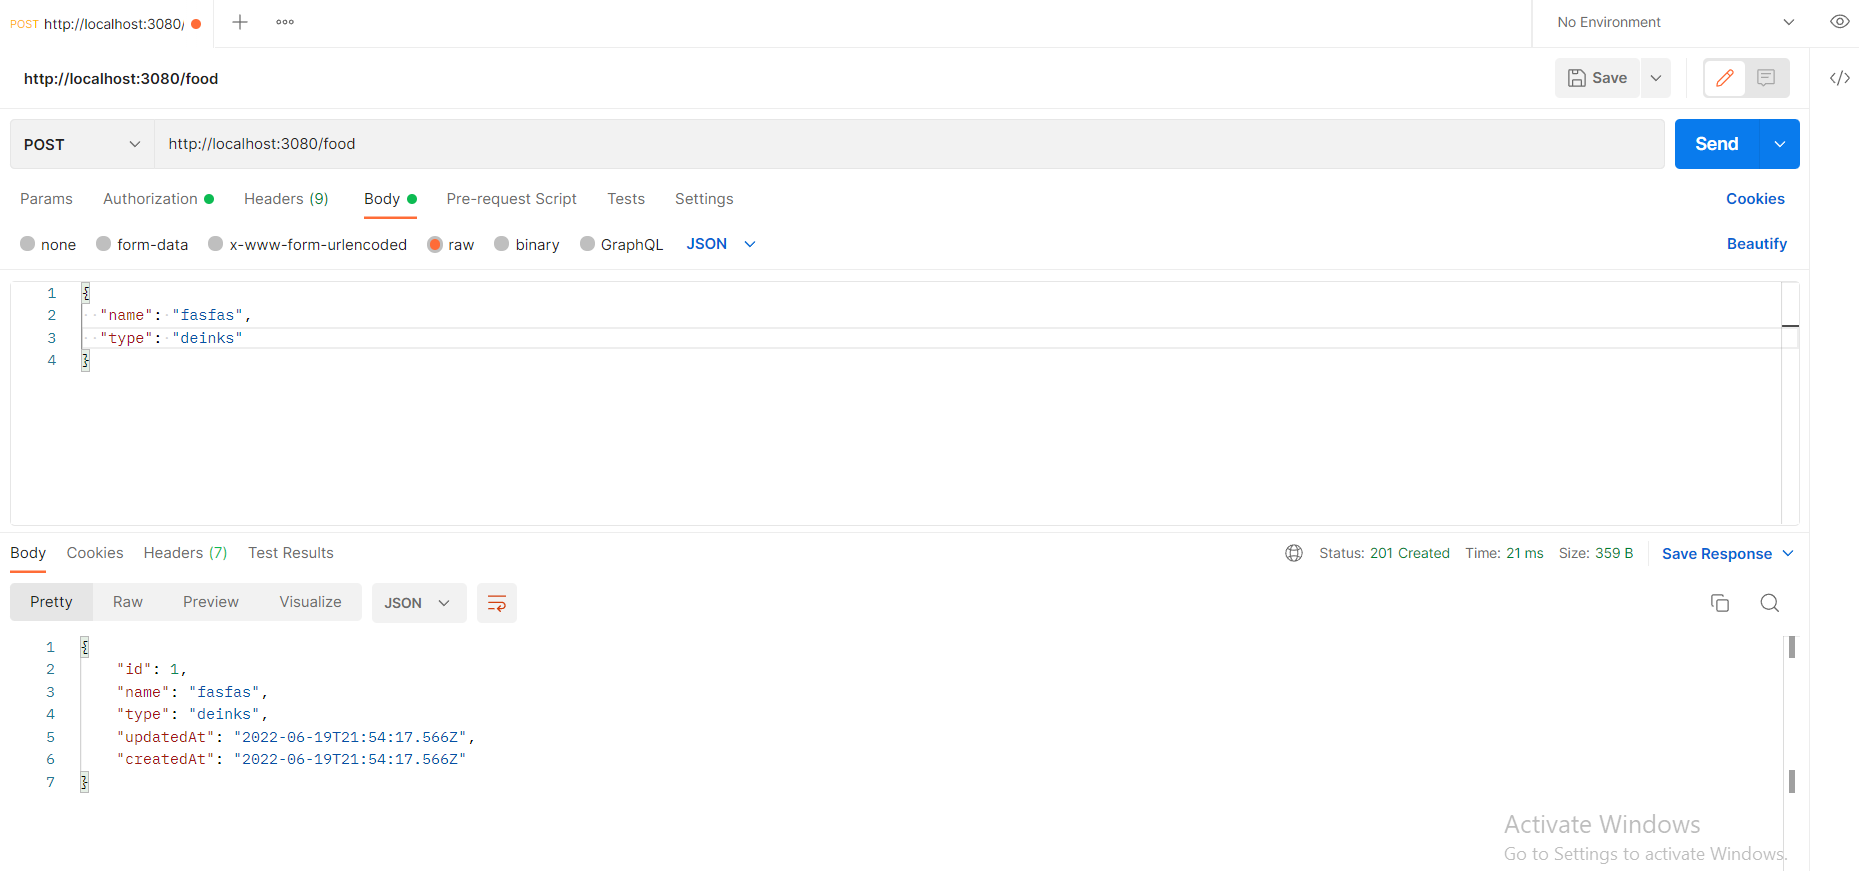 POST http://localhost:3080/ No Environment
http://localhost:3080/food Save
POST http://localhost:3080/food Send
Params Authorization Headers (9) Body Pre-request Script Tests Settings Cookies
none form-data x-www-form-urlencoded raw binary GraphQL JSON Beautify
1 {
2 "name": "fasfas",
3 "type": "deinks"
4 }
Body Cookies Headers (7) Test Results Status: 201 Created Time: 21 ms Size: 359 B Save Response
Pretty Raw Preview Visualize JSON
1 {
2 "id": 1,
3 "name": "fasfas",
4 "type": "deinks",
5 "updatedAt": "2022-06-19T21:54:17.566Z",
6 "createdAt": "2022-06-19T21:54:17.566Z"
7 }
Activate Windows
Go to Settings to activate Windows.